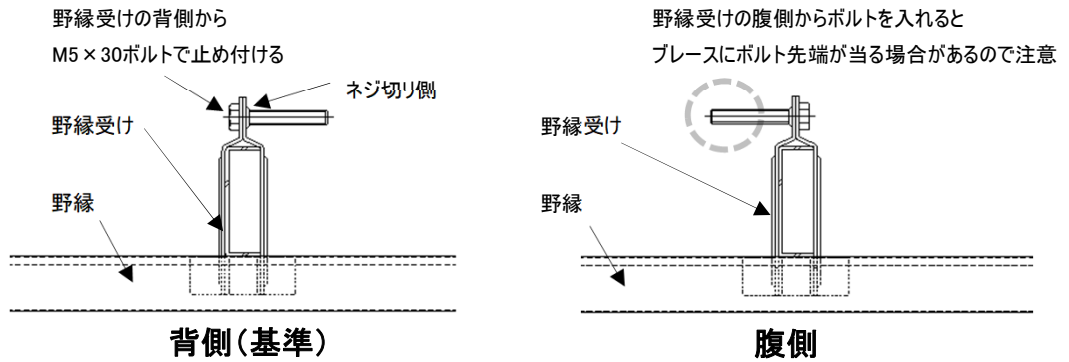 野縁受けの背側から
M5×30ボルトで止め付ける
ネジ切り側
野縁受け
野縁
背側(基準)
野縁受けの腹側からボルトを入れると
ブレースにボルト先端が当る場合があるので注意
野縁受け
野縁
腹側